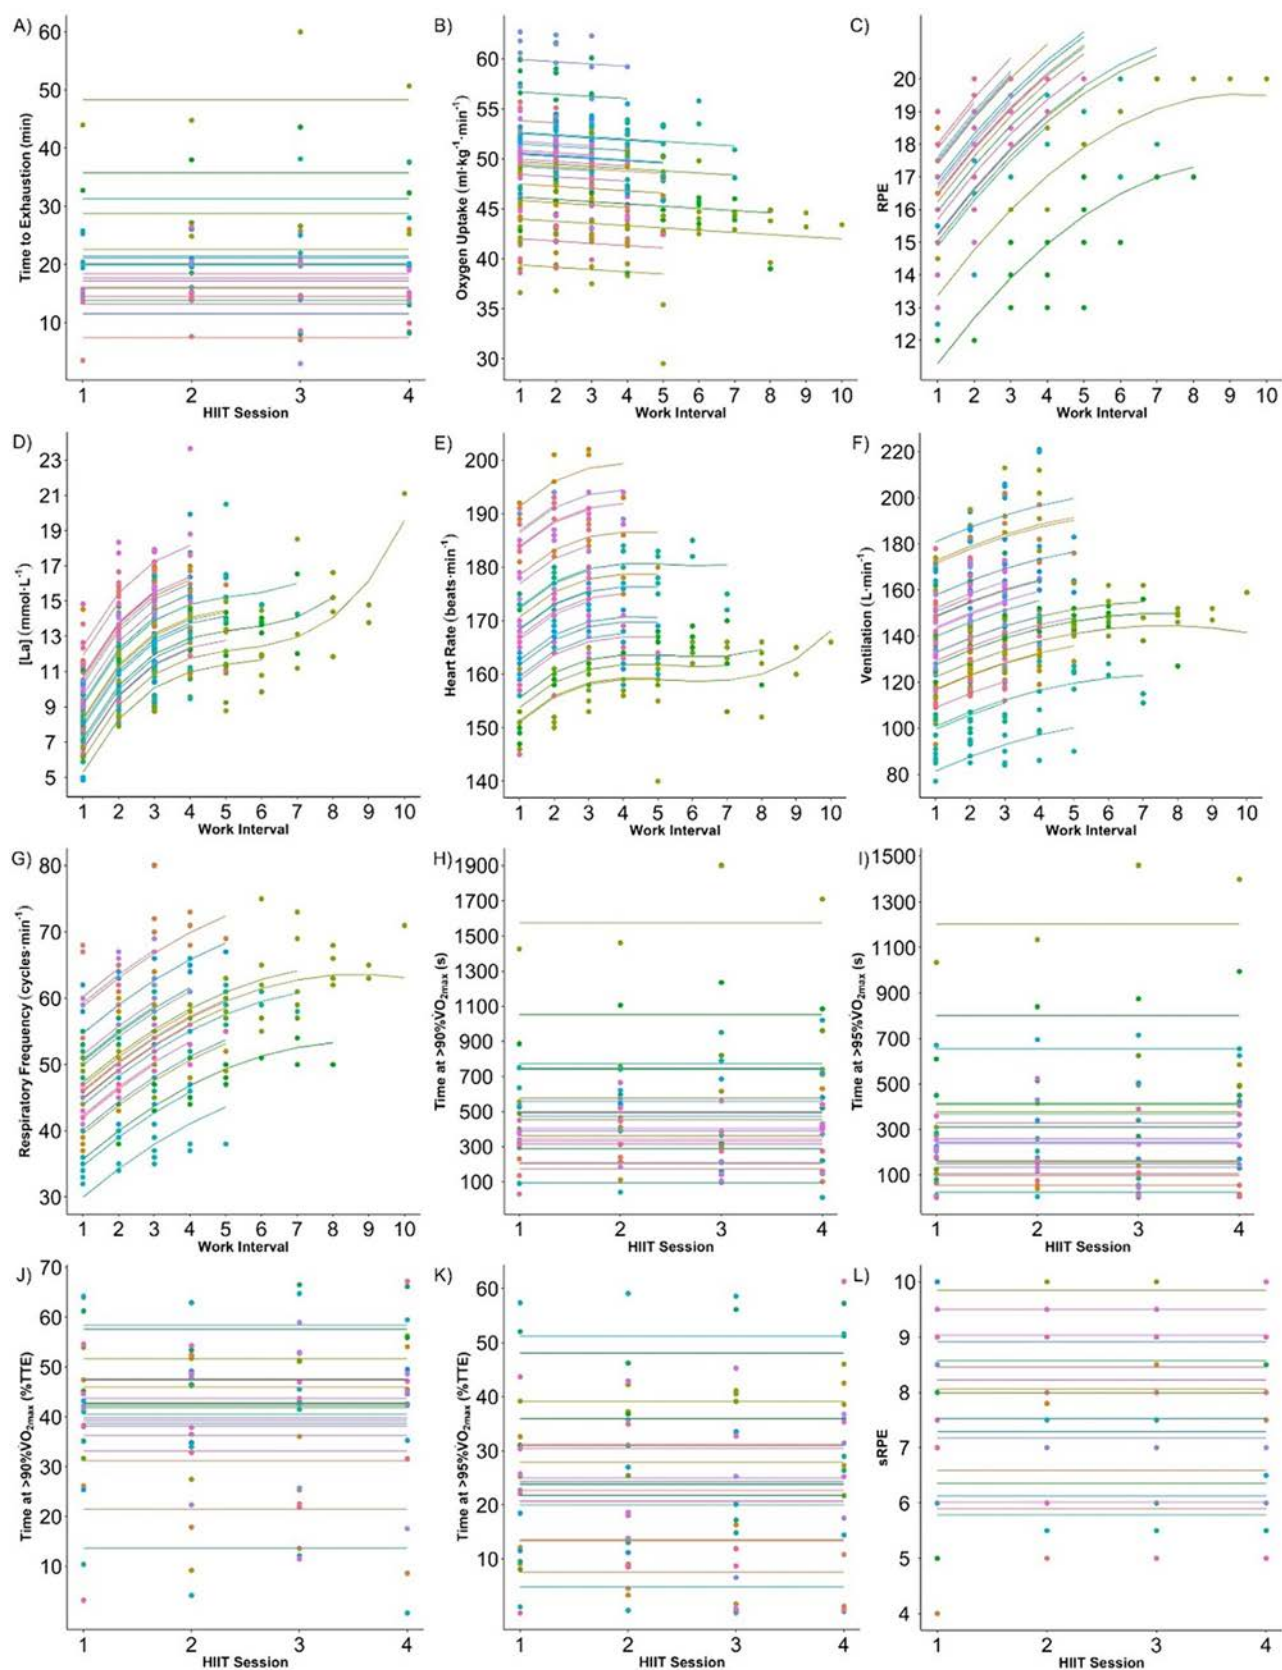 A)
Time to Exhaustion (min)
60
50
40
30
20
10
1 2 3 4
HIIT Session
B)
Oxygen Uptake (ml·kg⁻¹·min⁻¹)
60
55
50
45
40
35
30
1 2 3 4 5 6 7 8 9 10
Work Interval
C)
RPE
20
19
18
17
16
15
14
13
12
1 2 3 4 5 6 7 8 9 10
Work Interval
D)
[La] (mmol·L⁻¹)
23
21
19
17
16
14
13
11
9
7
5
1 2 3 4 5 6 7 8 9 10
Work Interval
E)
Heart Rate (beats·min⁻¹)
200
190
180
170
160
150
140
1 2 3 4 5 6 7 8 9 10
Work Interval
F)
Ventilation (L·min⁻¹)
220
200
180
160
140
120
100
80
1 2 3 4 5 6 7 8 9 10
Work Interval
G)
Respiratory Frequency (cycles·min⁻¹)
80
70
60
50
40
30
1 2 3 4 5 6 7 8 9 10
Work Interval
H)
Time at >90%V̇O2max (s)
1900
1700
1500
1300
1100
900
700
500
300
100
1 2 3 4
HIIT Session
I)
Time at >95%V̇O2max (s)
1500
1300
1100
900
700
500
300
100
1 2 3 4
HIIT Session
J)
Time at >90%V̇O2max (%TTE)
70
60
50
40
30
20
10
1 2 3 4
HIIT Session
K)
Time at >95%V̇O2max (%TTE)
60
50
40
30
20
10
1 2 3 4
HIIT Session
L)
sRPE
10
9
8
7
6
5
4
1 2 3 4
HIIT Session